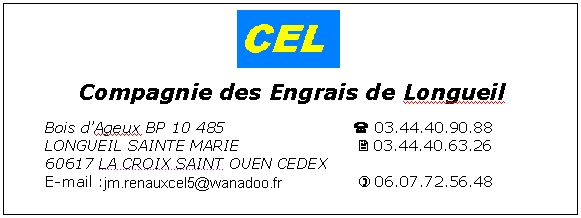 CEL
Compagnie des Engrais de Longueil
Bois d'Ageux BP 10 485 ☎ 03.44.40.90.88
LONGUEIL SAINTE MARIE 🖹 03.44.40.63.26
60617 LA CROIX SAINT OUEN CEDEX
E-mail :jm.renauxcel5@wanadoo.fr ✆ 06.07.72.56.48